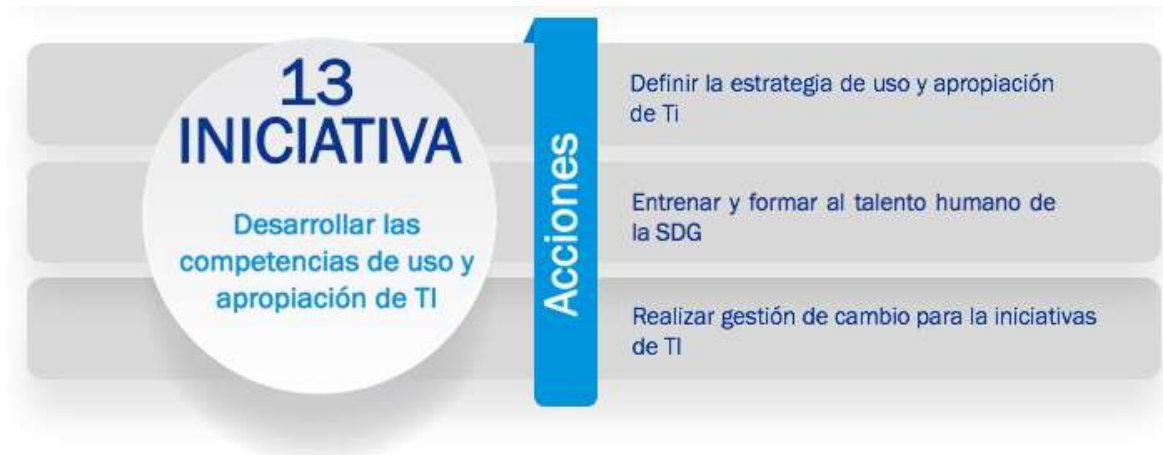 13
INICIATIVA
Desarrollar las
competencias de uso y
apropiación de TI
Acciones
Definir la estrategia de uso y apropiación
de Ti
Entrenar y formar al talento humano de
la SDG
Realizar gestión de cambio para la iniciativas
de TI